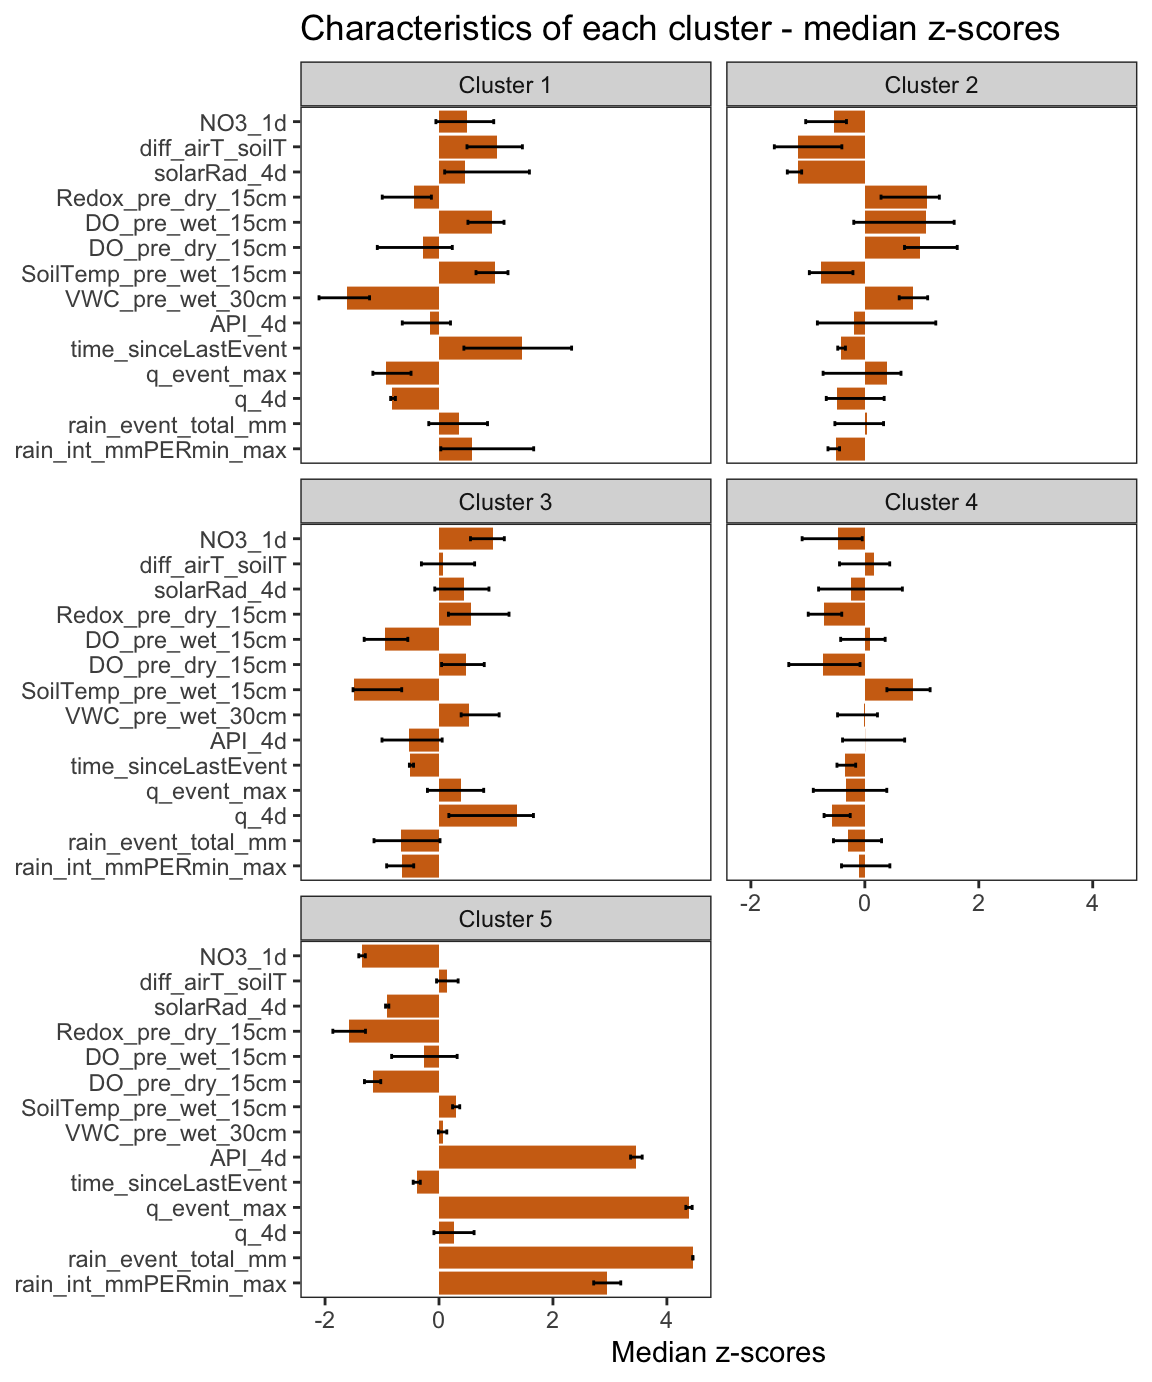 Characteristics of each cluster - median z-scores
Cluster 1
Cluster 2
NO3_1d
diff_airT_soilT
solarRad_4d
Redox_pre_dry_15cm
DO_pre_wet_15cm
DO_pre_dry_15cm
SoilTemp_pre_wet_15cm
VWC_pre_wet_30cm
API_4d
time_sinceLastEvent
q_event_max
q_4d
rain_event_total_mm
rain_int_mmPERmin_max
Cluster 3
Cluster 4
NO3_1d
diff_airT_soilT
solarRad_4d
Redox_pre_dry_15cm
DO_pre_wet_15cm
DO_pre_dry_15cm
SoilTemp_pre_wet_15cm
VWC_pre_wet_30cm
API_4d
time_sinceLastEvent
q_event_max
q_4d
rain_event_total_mm
rain_int_mmPERmin_max
-2 0 2 4
Cluster 5
NO3_1d
diff_airT_soilT
solarRad_4d
Redox_pre_dry_15cm
DO_pre_wet_15cm
DO_pre_dry_15cm
SoilTemp_pre_wet_15cm
VWC_pre_wet_30cm
API_4d
time_sinceLastEvent
q_event_max
q_4d
rain_event_total_mm
rain_int_mmPERmin_max
-2 0 2 4
Median z-scores